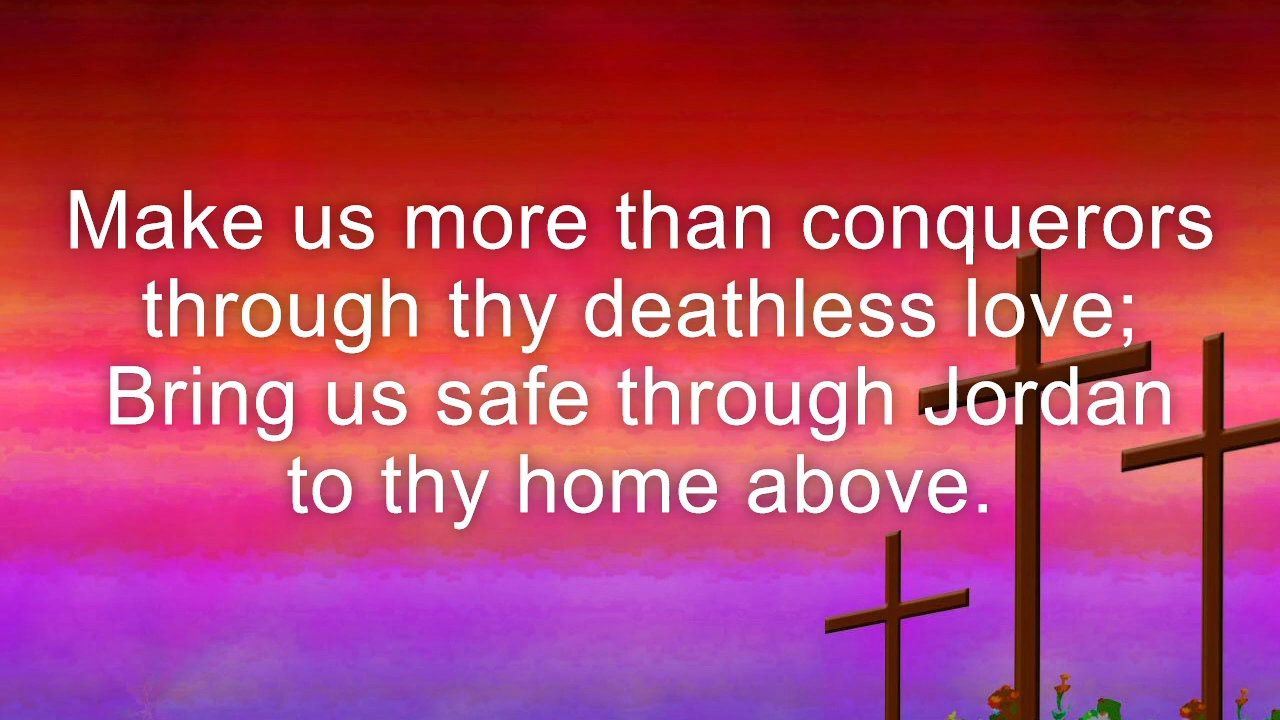 Make us more than conquerors
through thy deathless love;
Bring us safe through Jordan
to thy home above.